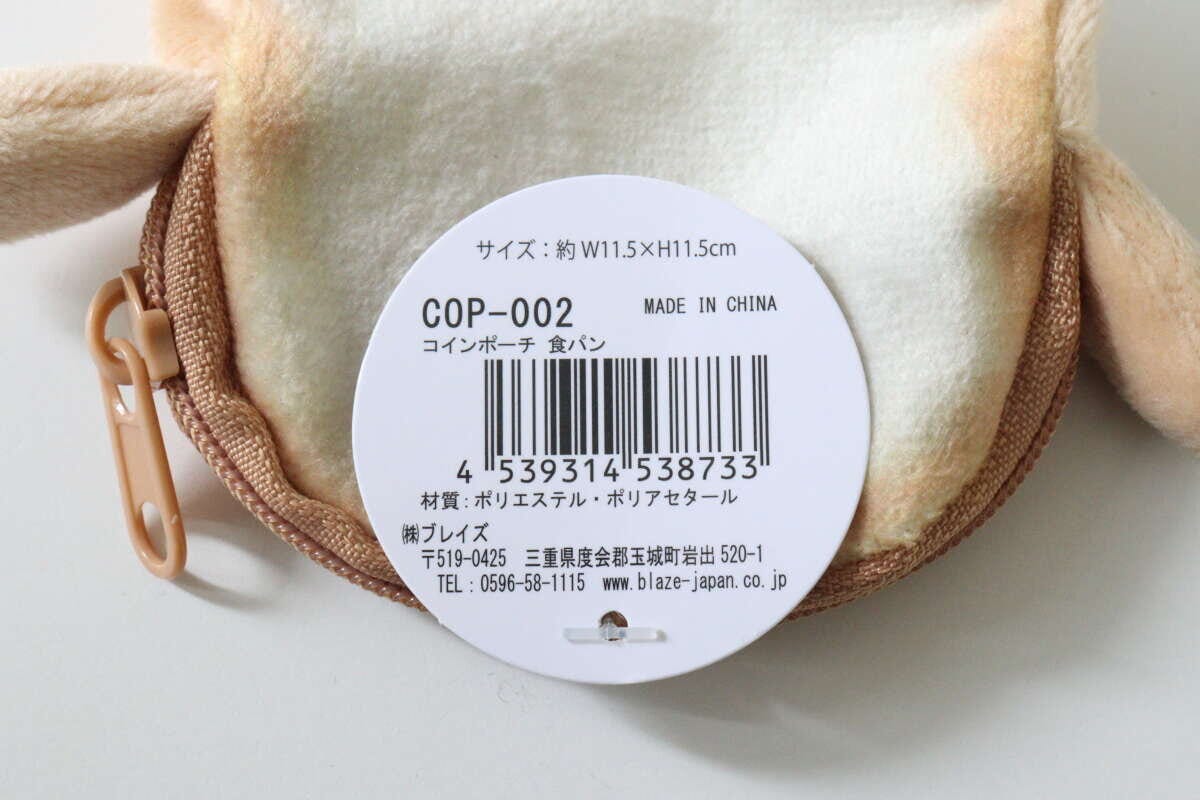 サイズ：約 W11.5×H11.5cm
COP-002 MADE IN CHINA
コインポーチ 食パン
4 539314 538733
材質：ポリエステル・ポリアセタール
㈱ブレイズ
〒519-0425 三重県度会郡玉城町岩出 520-1
TEL：0596-58-1115 www.blaze-japan.co.jp